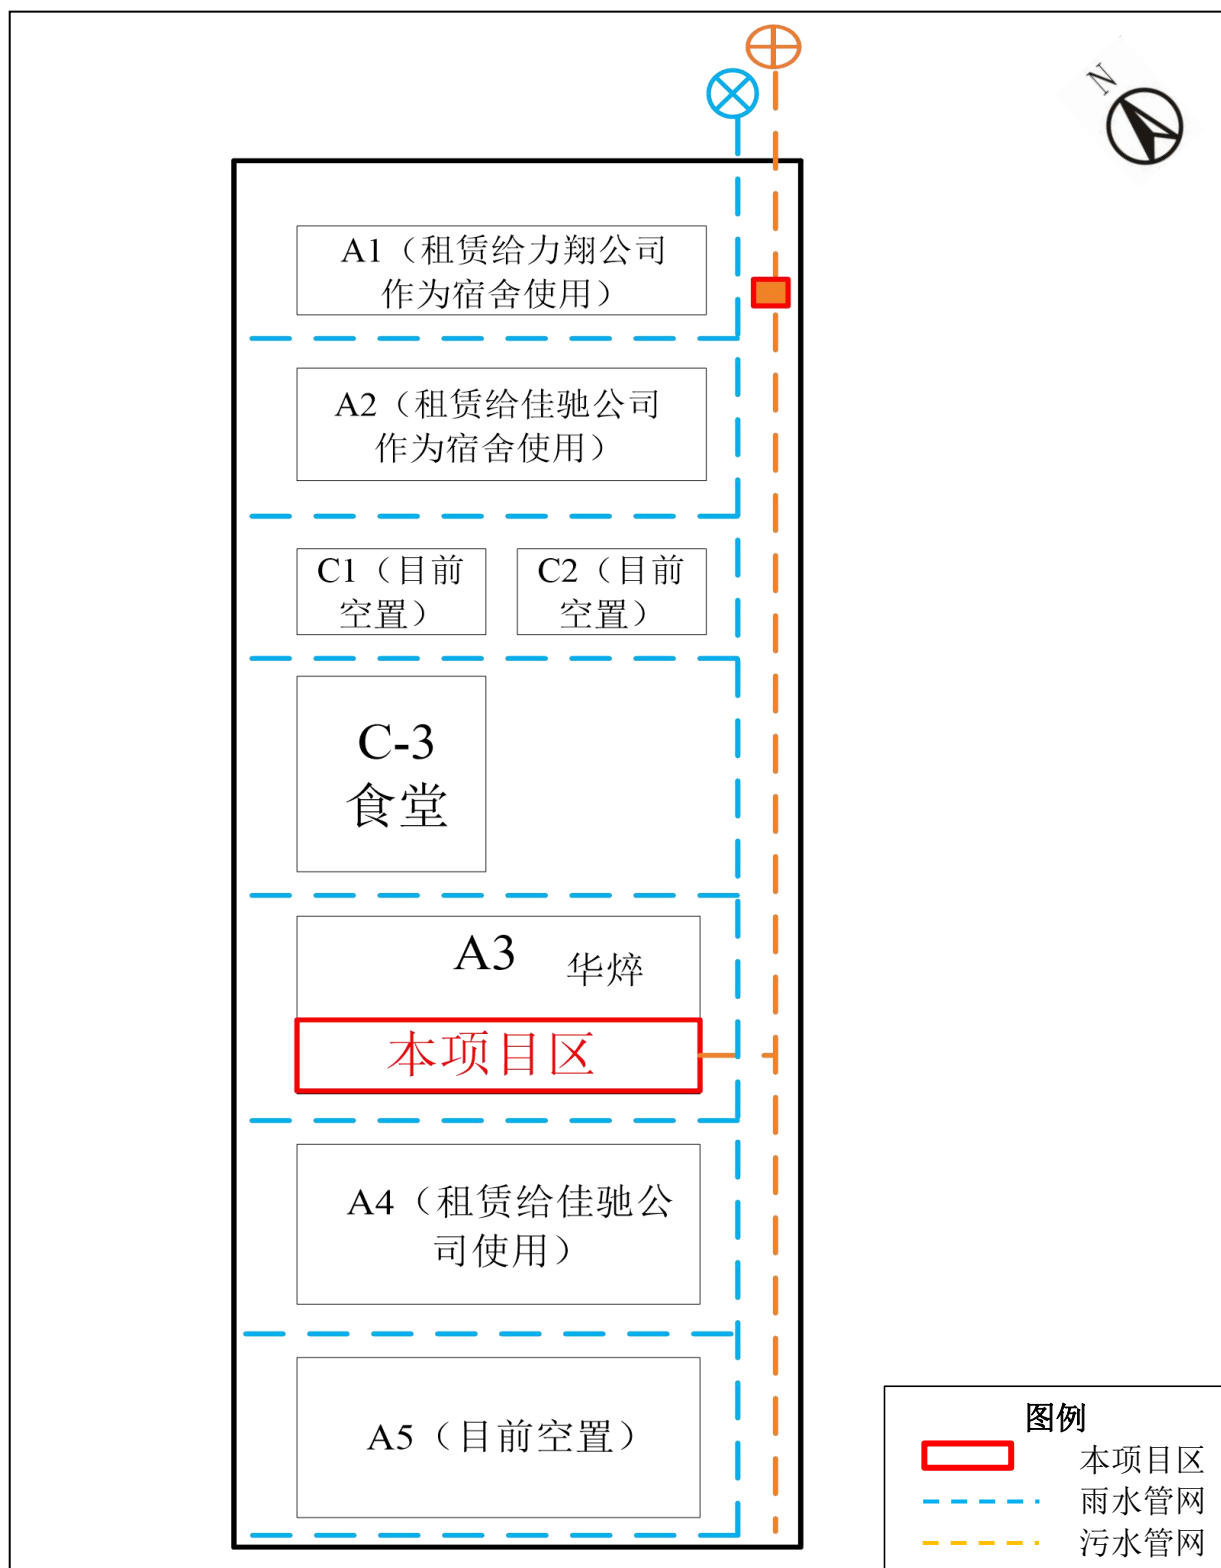 N
A1（租赁给力翔公司
作为宿舍使用）
A2（租赁给佳驰公司
作为宿舍使用）
C1（目前
空置）
C2（目前
空置）
C-3
食堂
A3
华焠
本项目区
A4（租赁给佳驰公
司使用）
A5（目前空置）
图例
本项目区
雨水管网
污水管网